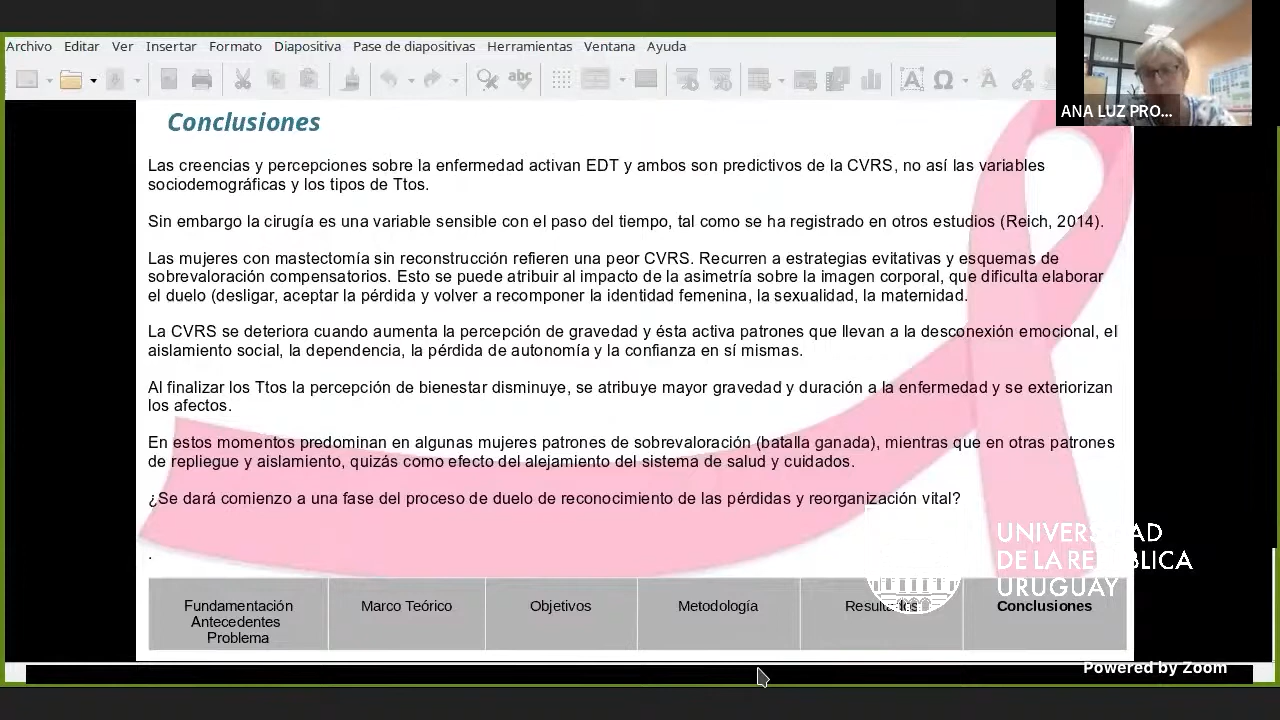 Archivo Editar Ver Insertar Formato Diapositiva Pase de diapositivas Herramientas Ventana Ayuda
ANA LUZ PRO...
Conclusiones
Las creencias y percepciones sobre la enfermedad activan EDT y ambos son predictivos de la CVRS, no así las variables
sociodemográficas y los tipos de Ttos.
Sin embargo la cirugía es una variable sensible con el paso del tiempo, tal como se ha registrado en otros estudios (Reich, 2014).
Las mujeres con mastectomía sin reconstrucción refieren una peor CVRS. Recurren a estrategias evitativas y esquemas de
sobrevaloración compensatorios. Esto se puede atribuir al impacto de la asimetría sobre la imagen corporal, que dificulta elaborar
el duelo (desligar, aceptar la pérdida y volver a recomponer la identidad femenina, la sexualidad, la maternidad.
La CVRS se deteriora cuando aumenta la percepción de gravedad y ésta activa patrones que llevan a la desconexión emocional, el
aislamiento social, la dependencia, la pérdida de autonomía y la confianza en sí mismas.
Al finalizar los Ttos la percepción de bienestar disminuye, se atribuye mayor gravedad y duración a la enfermedad y se exteriorizan
los afectos.
En estos momentos predominan en algunas mujeres patrones de sobrevaloración (batalla ganada), mientras que en otras patrones
de repliegue y aislamiento, quizás como efecto del alejamiento del sistema de salud y cuidados.
¿Se dará comienzo a una fase del proceso de duelo de reconocimiento de las pérdidas y reorganización vital?
.
UNIVERSIDAD
DE LA REPÚBLICA
URUGUAY
Fundamentación
Antecedentes
Problema
Marco Teórico
Objetivos
Metodología
Resultados
Conclusiones
Powered by Zoom